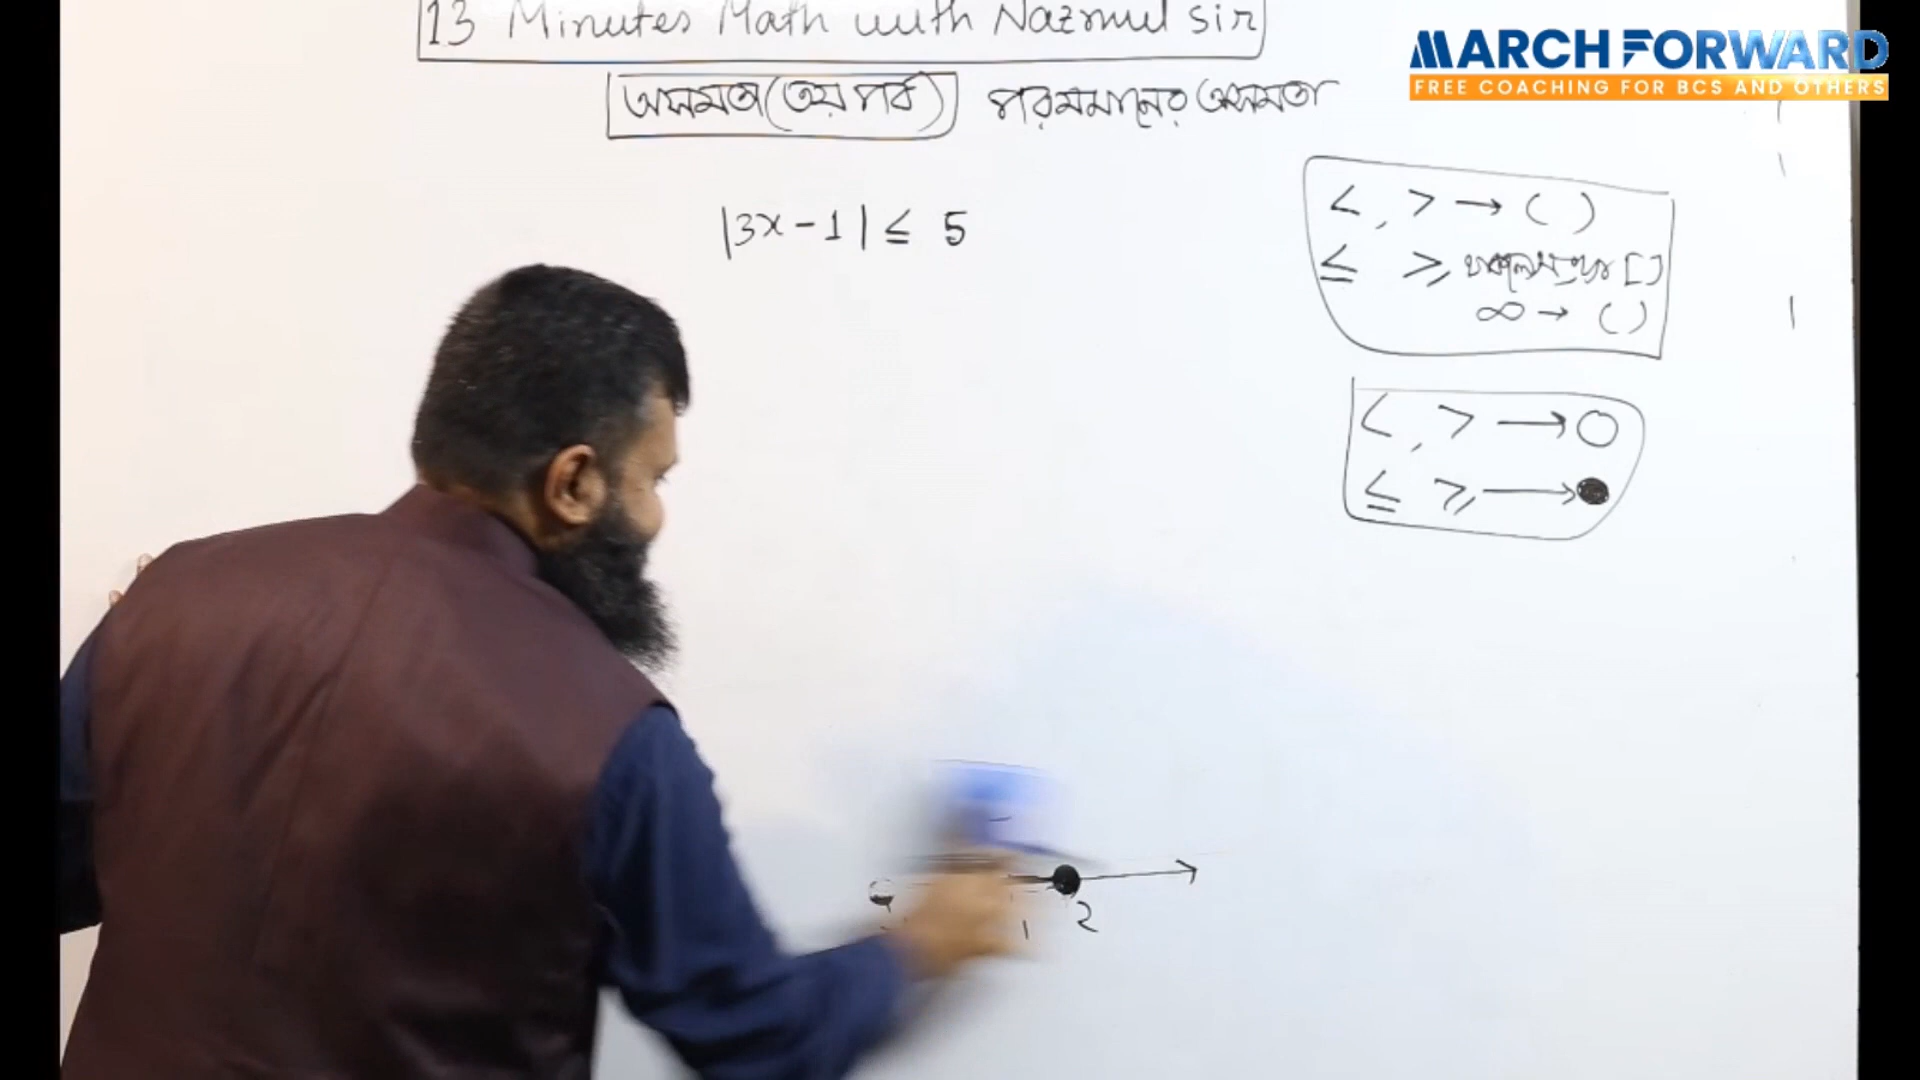 13 Minutes Math with Nazmul sir
MARCH FORWARD
FREE COACHING FOR BCS AND OTHERS
অসমতা (৩য় পর্ব) পরমমানের অসমতা
|3x-1| ≤ 5
<, > → ( )
≤ ≥ []
∞ → ( )
<, > → ○
≤ ≥ → ●
1 2